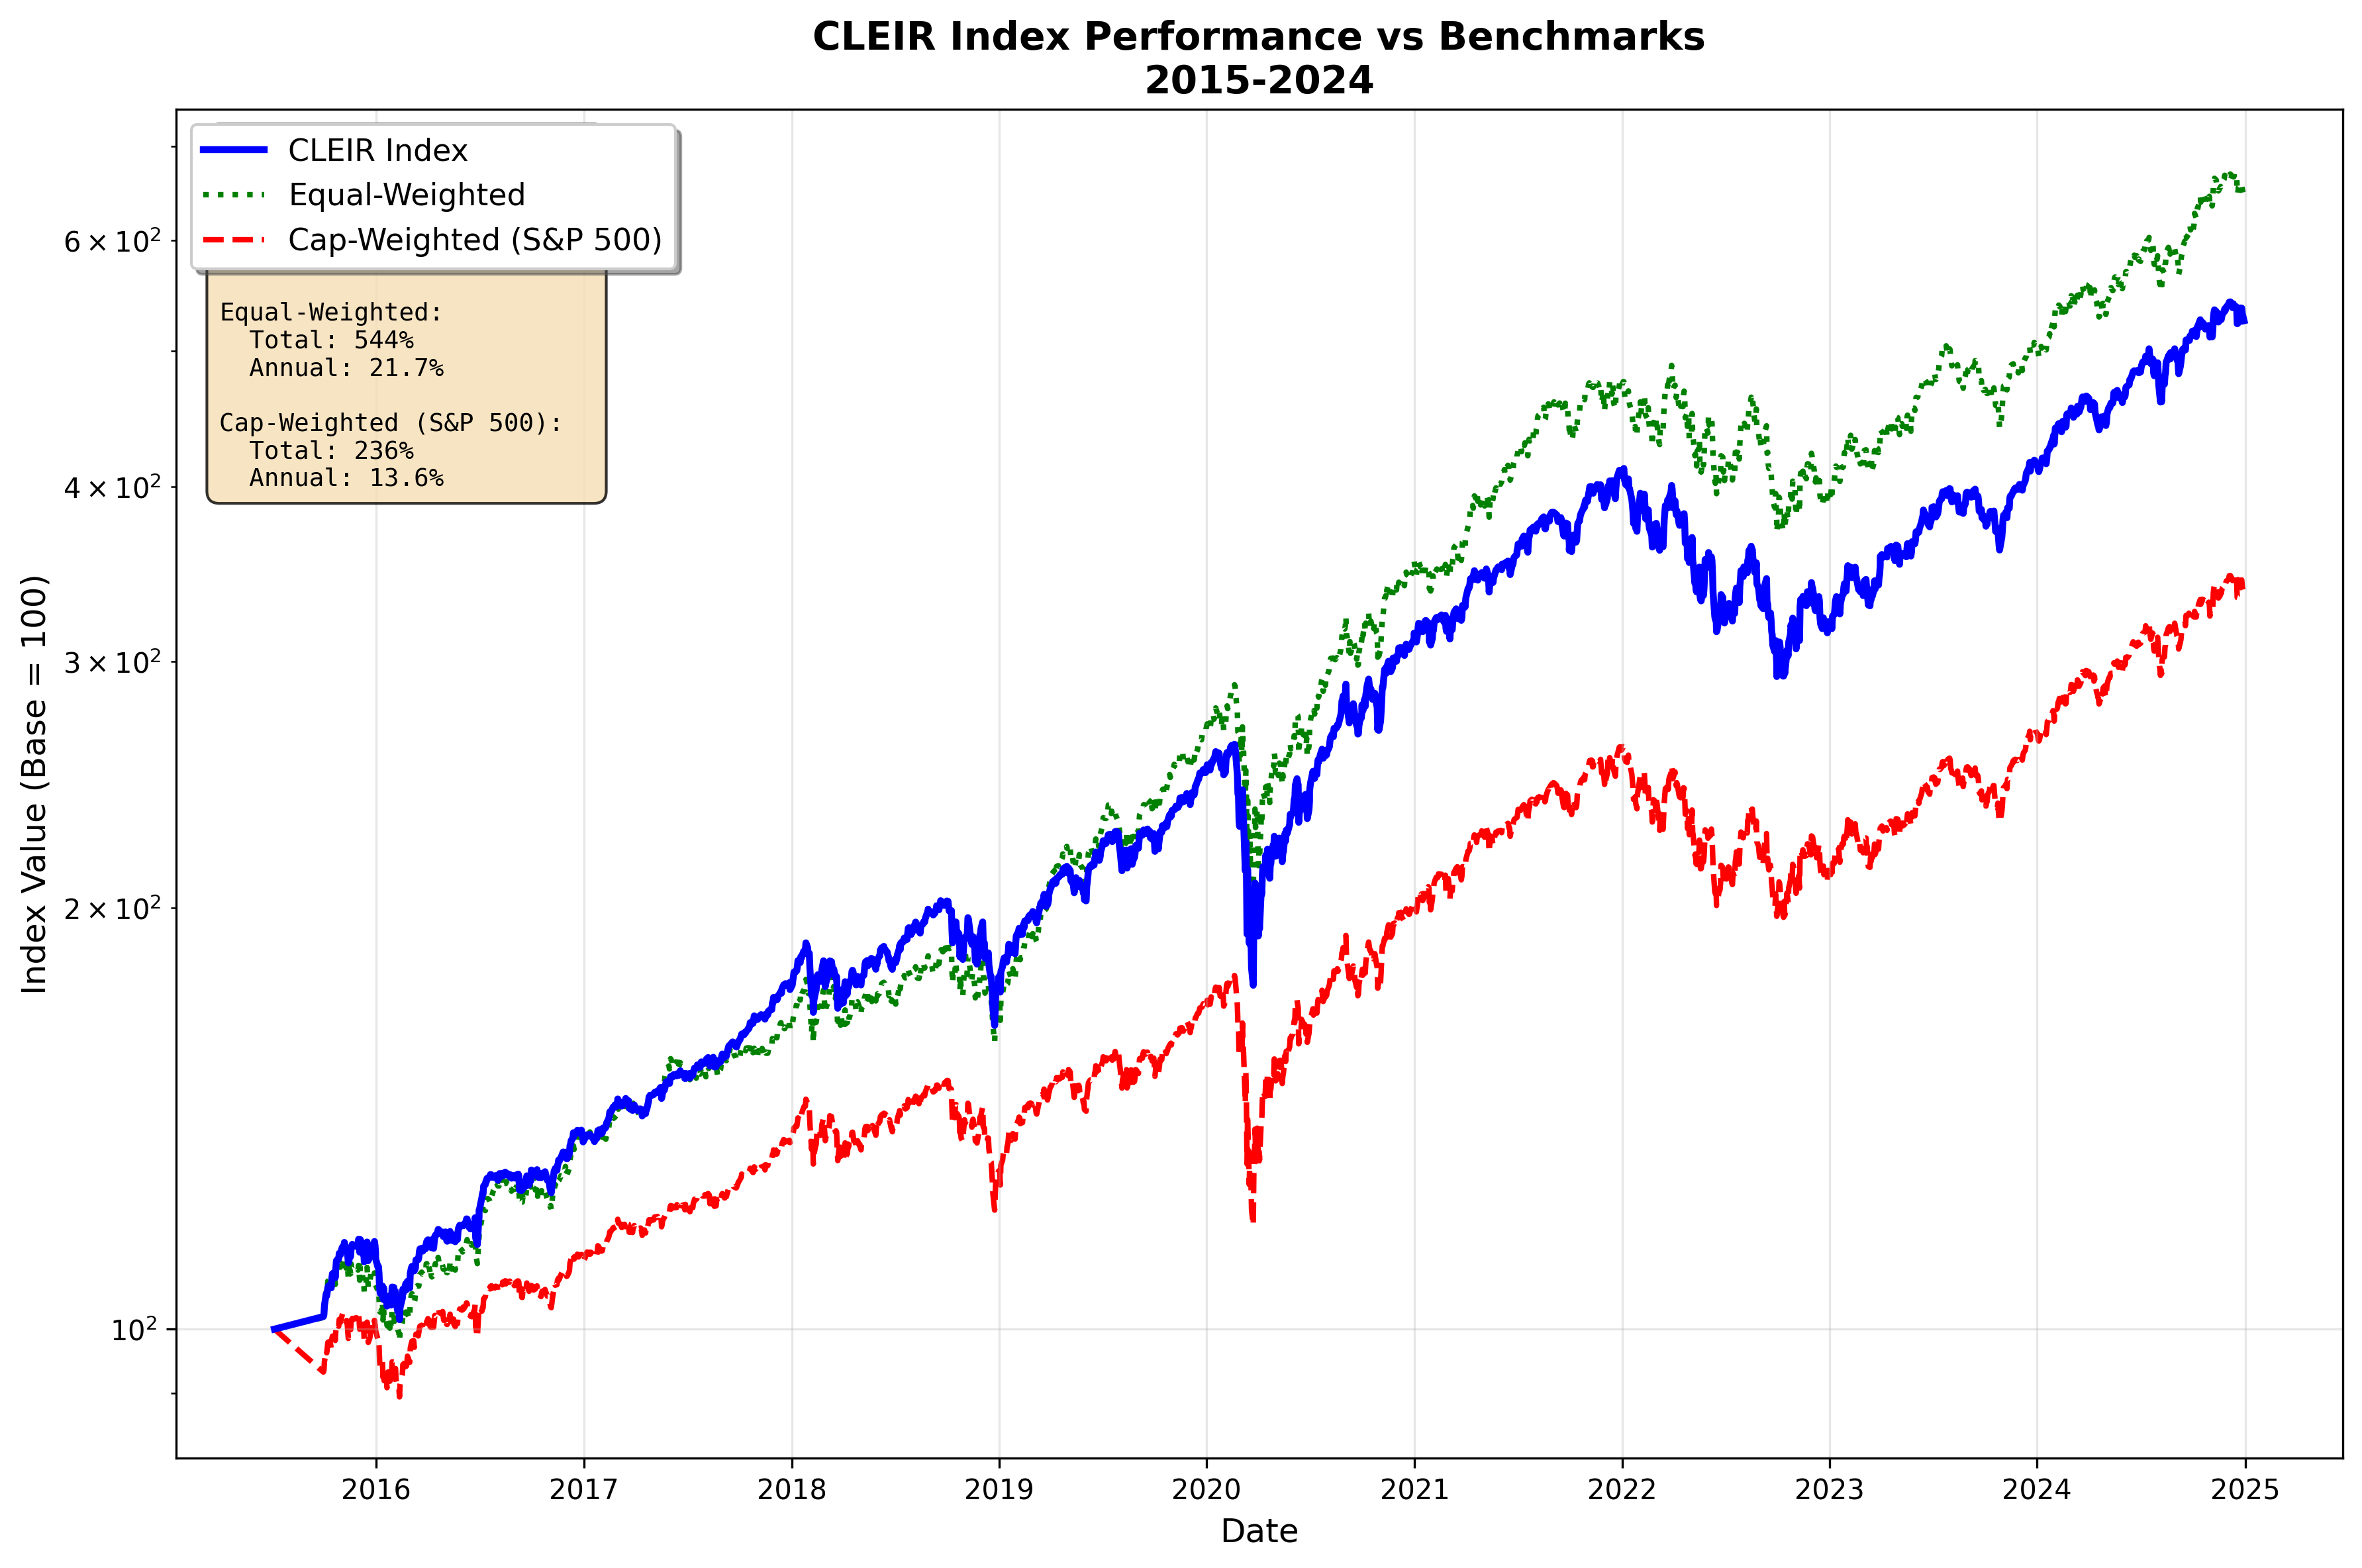 CLEIR Index Performance vs Benchmarks
2015-2024
CLEIR Index
Equal-Weighted
Cap-Weighted (S&P 500)
Equal-Weighted:
Total: 544%
Annual: 21.7%
Cap-Weighted (S&P 500):
Total: 236%
Annual: 13.6%
Index Value (Base = 100)
6 × 10²
4 × 10²
3 × 10²
2 × 10²
10²
2016 2017 2018 2019 2020 2021 2022 2023 2024 2025
Date